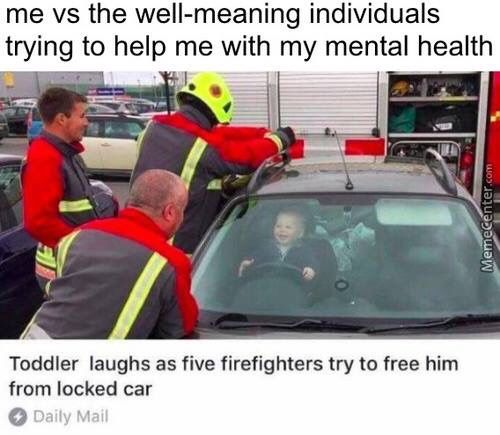 me vs the well-meaning individuals
trying to help me with my mental health
MemeCenter.com
Toddler laughs as five firefighters try to free him
from locked car
Daily Mail